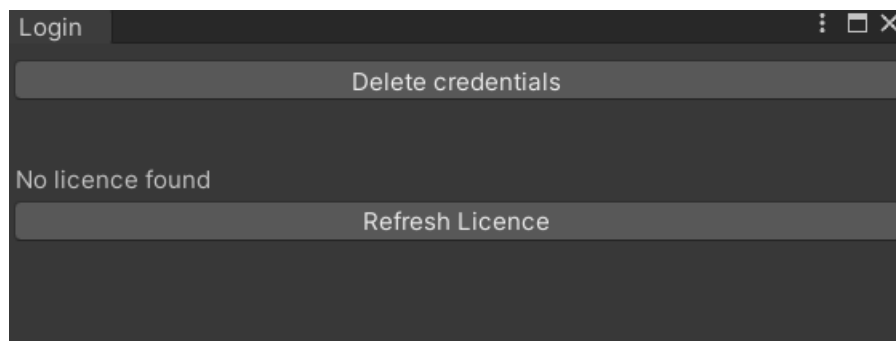 Login
Delete credentials
No licence found
Refresh Licence